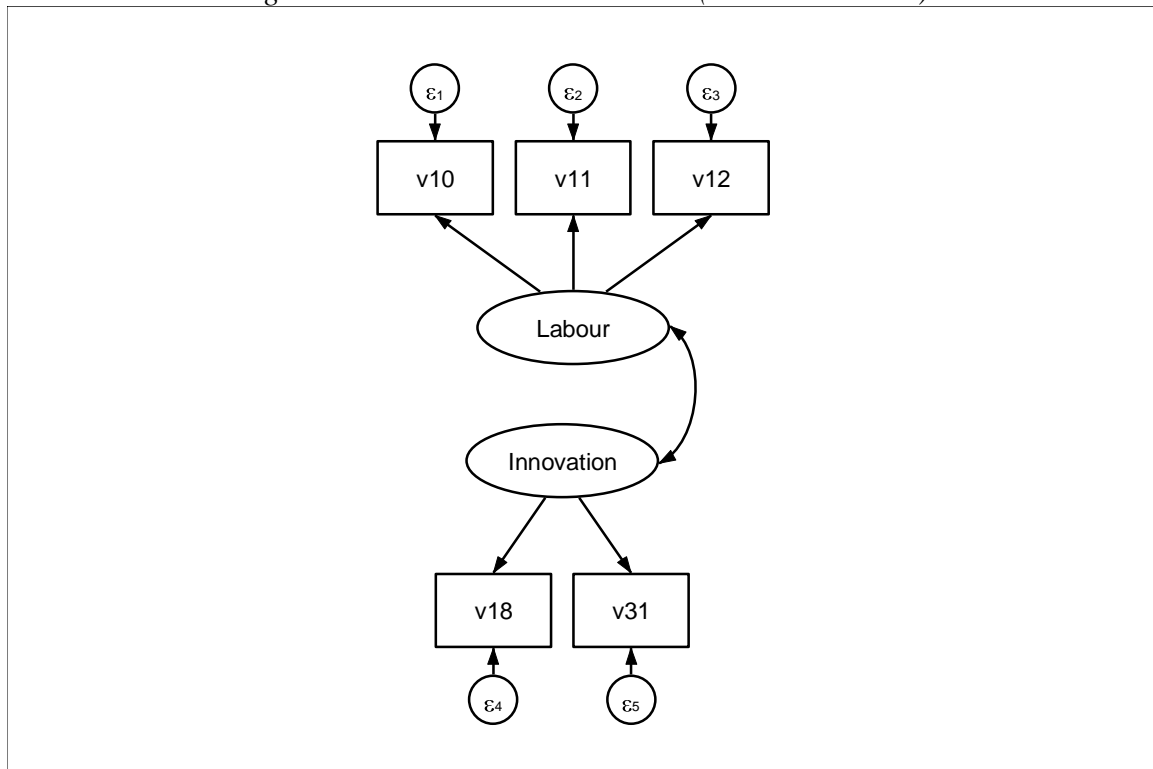 ε1 ε2 ε3
v10 v11 v12
Labour
Innovation
v18 v31
ε4 ε5